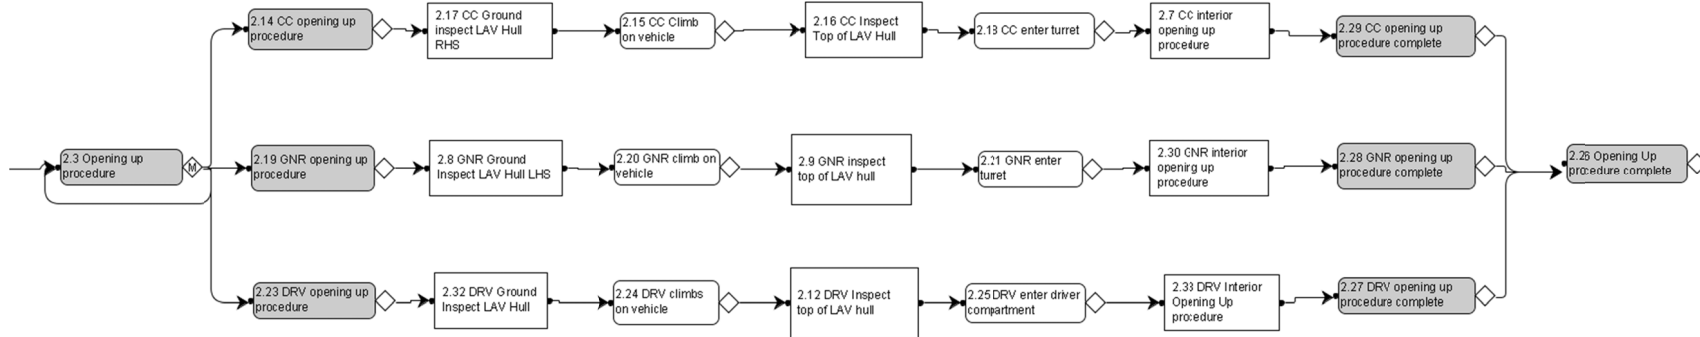 2.14 CC opening up
procedure
2.17 CC Ground
inspect LAV Hull
RHS
2.15 CC Climb
on vehicle
2.16 CC Inspect
Top of LAV Hull
2.13 CC enter turret
2.7 CC interior
opening up
procedure
2.29 CC opening up
procedure complete
2.3 Opening up
procedure
M
2.19 GNR opening up
procedure
2.8 GNR Ground
Inspect LAV Hull LHS
2.20 GNR climb on
vehicle
2.9 GNR inspect
top of LAV hull
2.21 GNR enter
turret
2.30 GNR interior
opening up
procedure
2.28 GNR opening up
procedure complete
2.26 Opening Up
procedure complete
2.23 DRV opening up
procedure
2.32 DRV Ground
Inspect LAV Hull
2.24 DRV climbs
on vehicle
2.12 DRV Inspect
top of LAV hull
2.25 DRV enter driver
compartment
2.33 DRV Interior
Opening Up
procedure
2.27 DRV opening up
procedure complete